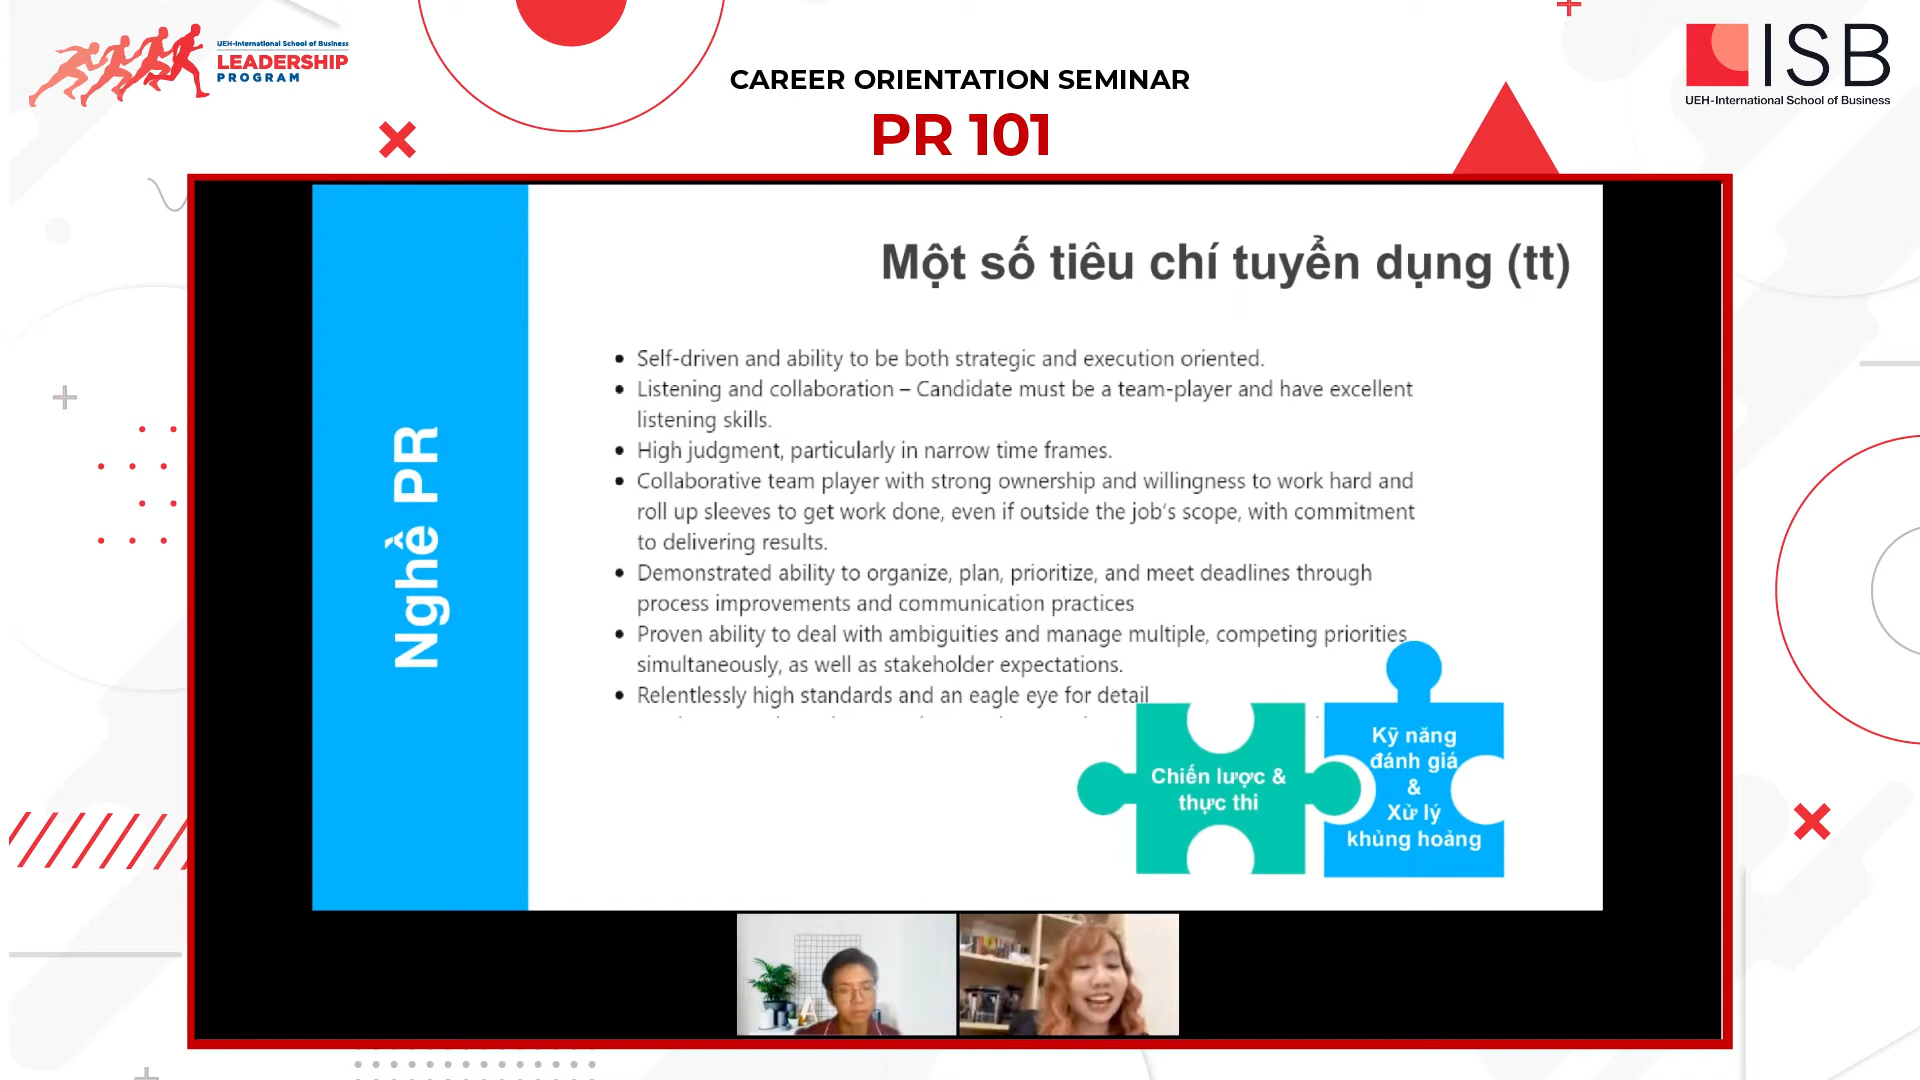 UEH-International School of Business
LEADERSHIP
PROGRAM
CAREER ORIENTATION SEMINAR
PR 101
ISB
UEH-International School of Business
Nghề PR
Một số tiêu chí tuyển dụng (tt)
• Self-driven and ability to be both strategic and execution oriented.
• Listening and collaboration – Candidate must be a team-player and have excellent
listening skills.
• High judgment, particularly in narrow time frames.
• Collaborative team player with strong ownership and willingness to work hard and
roll up sleeves to get work done, even if outside the job's scope, with commitment
to delivering results.
• Demonstrated ability to organize, plan, prioritize, and meet deadlines through
process improvements and communication practices
• Proven ability to deal with ambiguities and manage multiple, competing priorities
simultaneously, as well as stakeholder expectations.
• Relentlessly high standards and an eagle eye for detail
Chiến lược &
thực thi
Kỹ năng
đánh giá
&
Xử lý
khủng hoảng